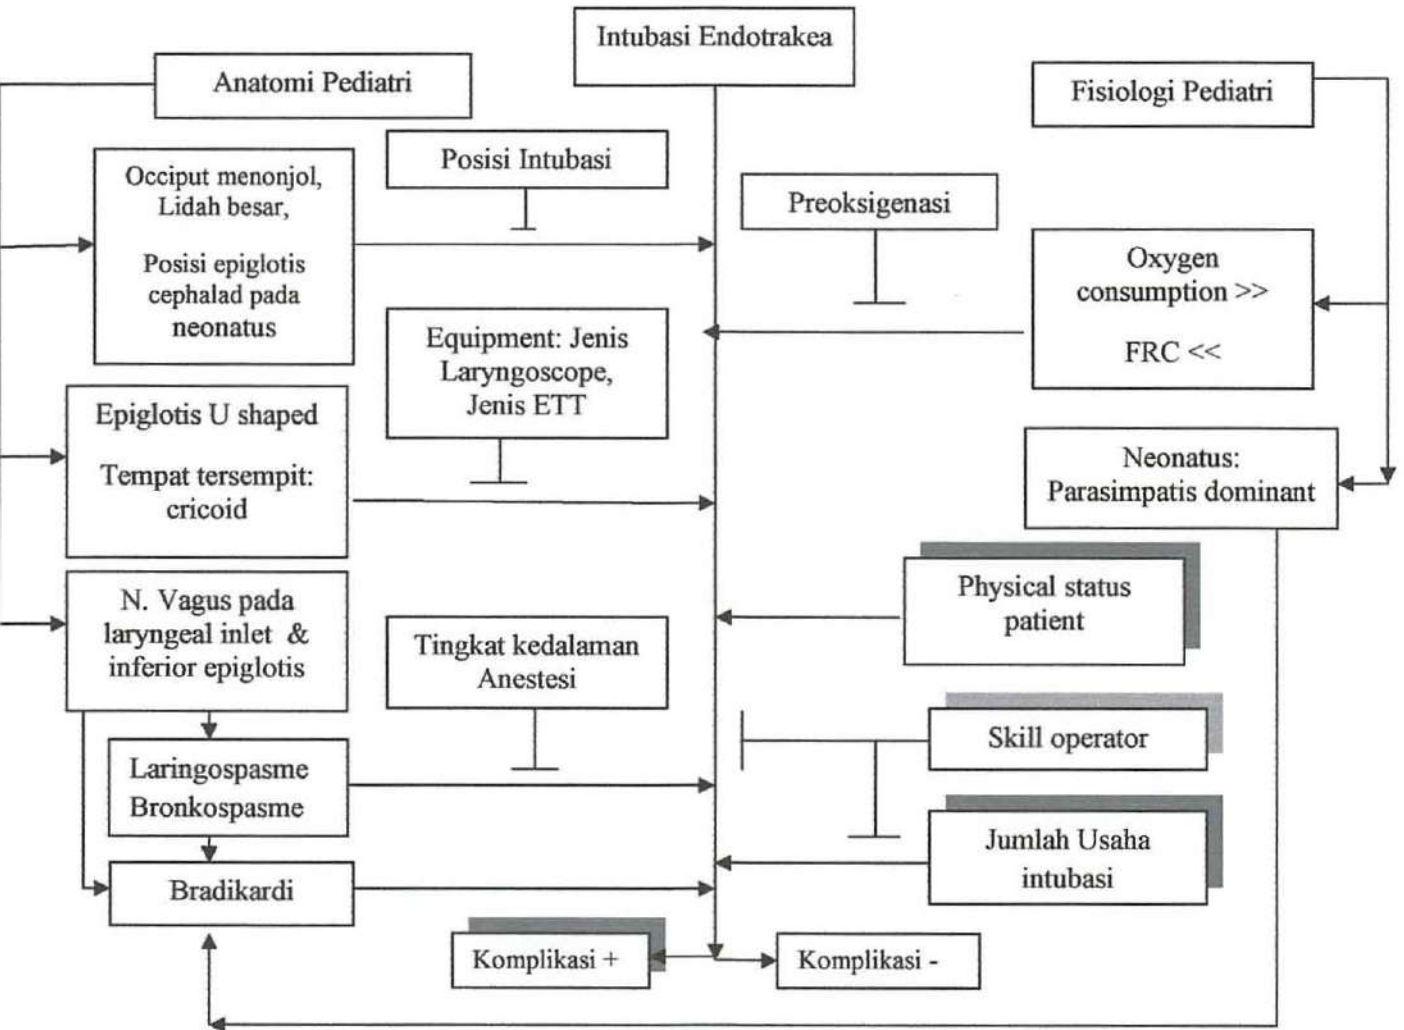 Intubasi Endotrakea
Anatomi Pediatri
Fisiologi Pediatri
Posisi Intubasi
Occiput menonjol,
Lidah besar,
Posisi epiglotis
cephalad pada
neonatus
Preoksigenasi
Oxygen
consumption >>
FRC <<
Equipment: Jenis
Laryngoscope,
Jenis ETT
Epiglotis U shaped
Tempat tersempit:
cricoid
Neonatus:
Parasimpatis dominant
N. Vagus pada
laryngeal inlet &
inferior epiglotis
Physical status
patient
Tingkat kedalaman
Anestesi
Skill operator
Laringospasme
Bronkospasme
Jumlah Usaha
intubasi
Bradikardi
Komplikasi +
Komplikasi -